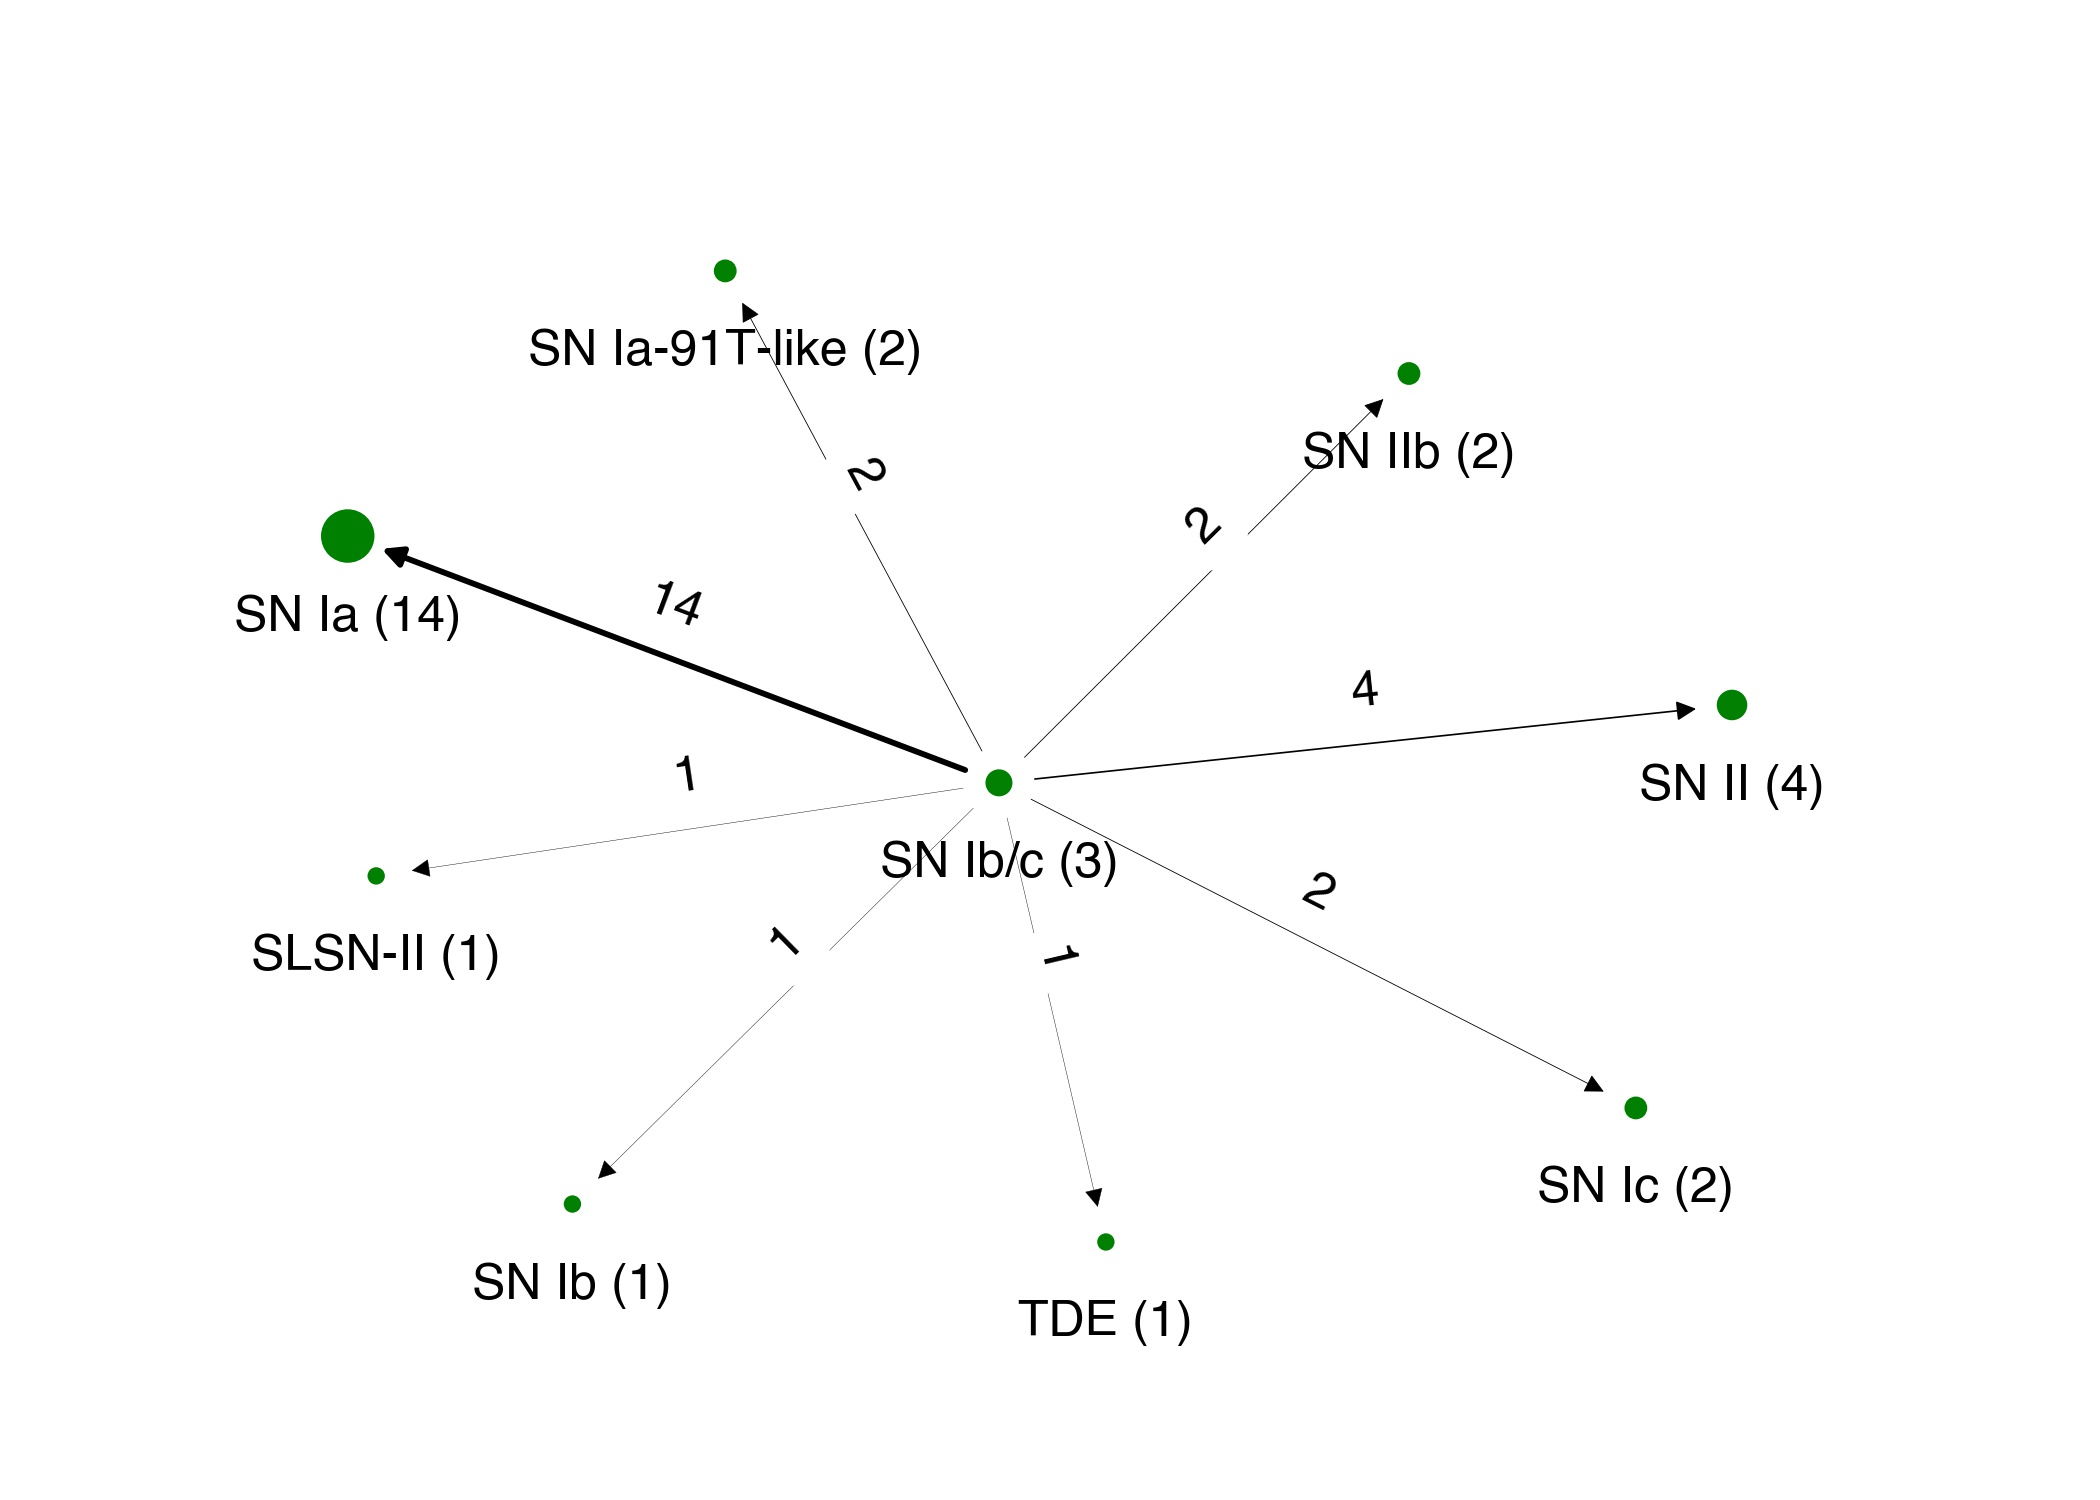 SN Ia-91T-like (2)
SN IIb (2)
2
2
14
SN Ia (14)
4
1
SN II (4)
SN Ib/c (3)
2
SLSN-II (1)
1
1
SN Ic (2)
SN Ib (1)
TDE (1)